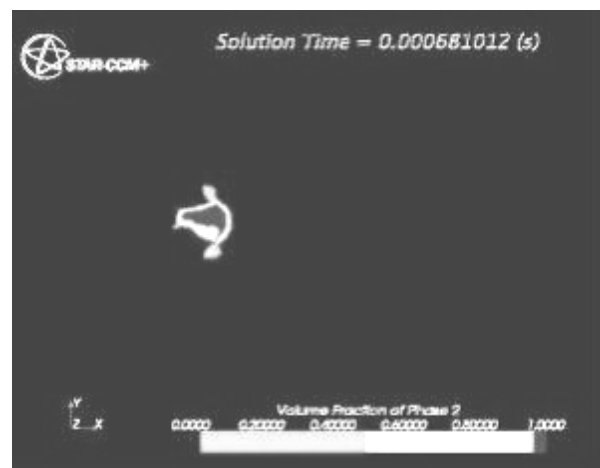 Solution Time = 0.000681012 (s)
STAR-CCM+
Y
Z X
Volume Fraction of Phase 2
0.0000 0.20000 0.40000 0.60000 0.80000 1.0000